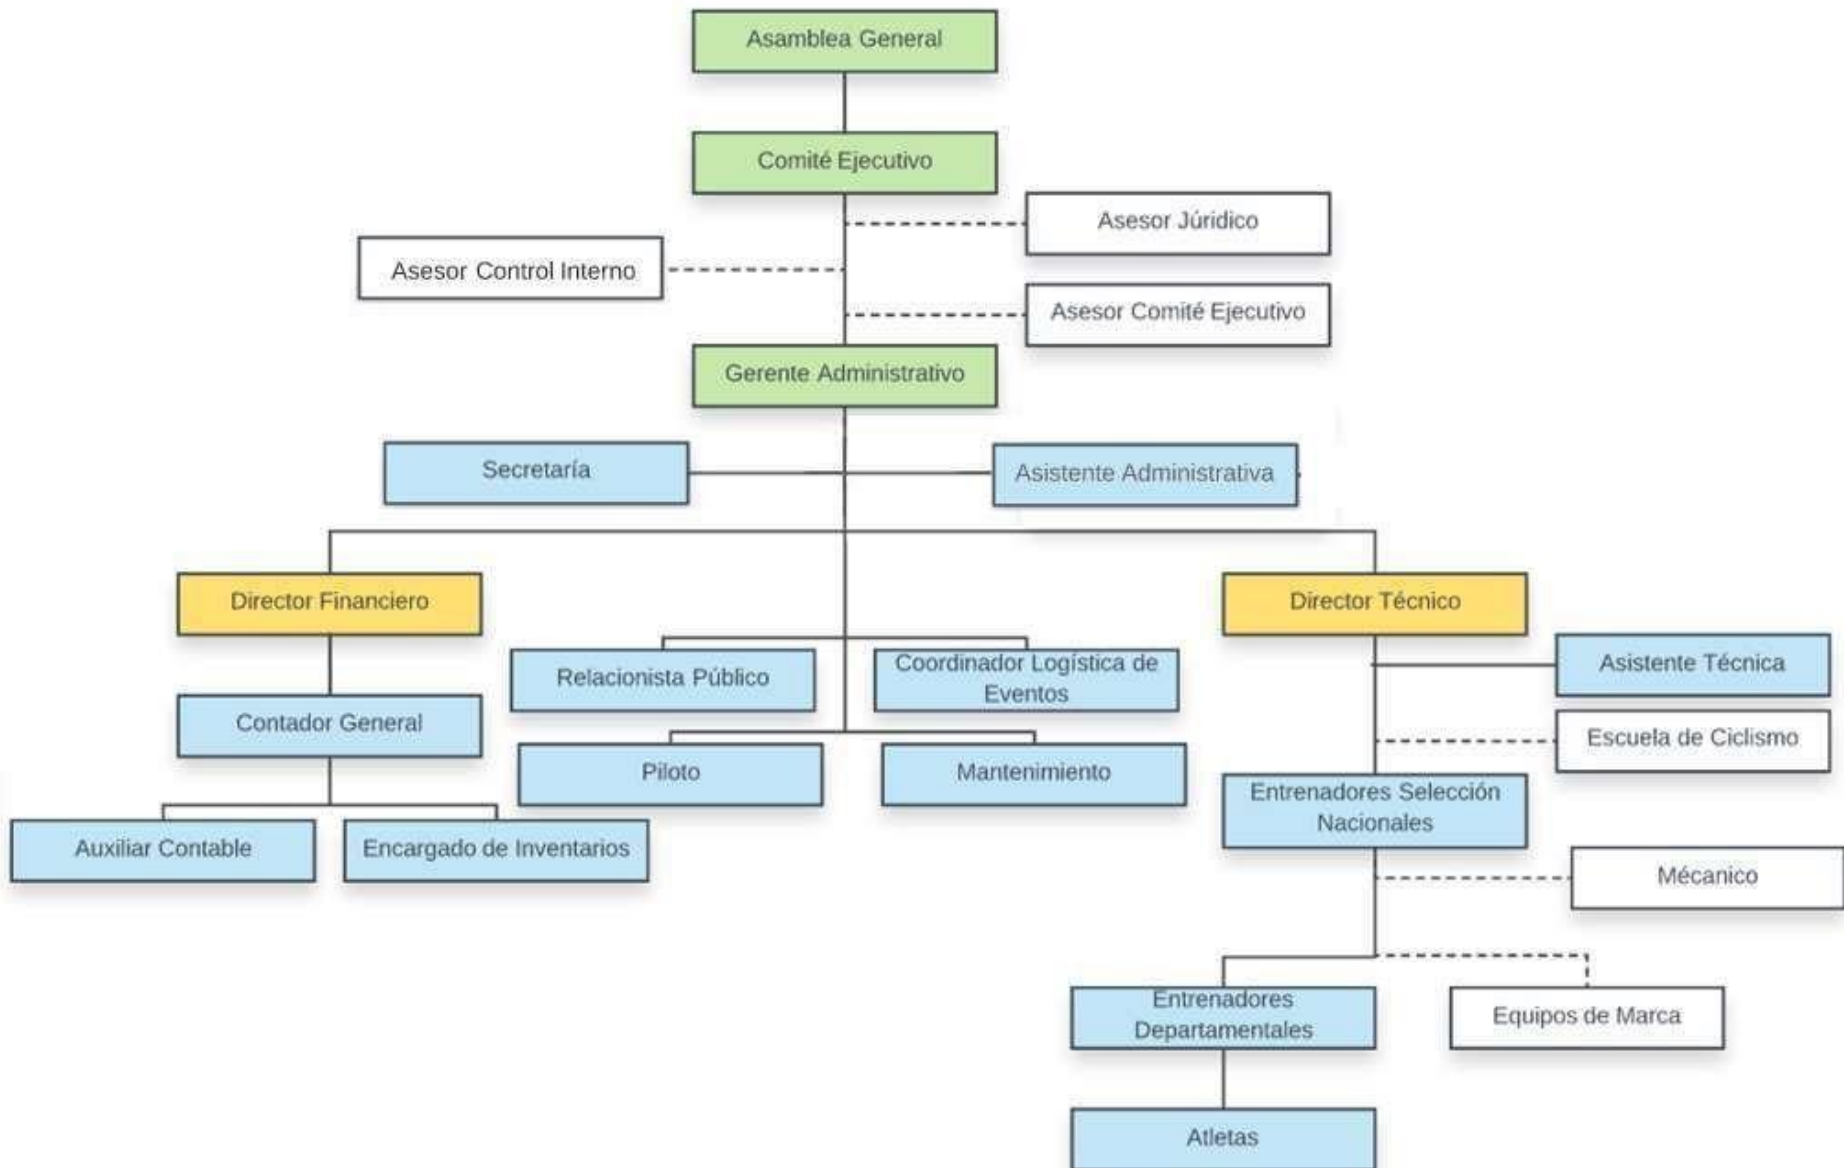 Asamblea General
Comité Ejecutivo
Asesor Júridico
Asesor Control Interno
Asesor Comité Ejecutivo
Gerente Administrativo
Secretaría
Asistente Administrativa
Director Financiero
Director Técnico
Relacionista Público
Coordinador Logística de
Eventos
Asistente Técnica
Contador General
Escuela de Ciclismo
Piloto
Mantenimiento
Entrenadores Selección
Nacionales
Auxiliar Contable
Encargado de Inventarios
Mécanico
Entrenadores
Departamentales
Equipos de Marca
Atletas